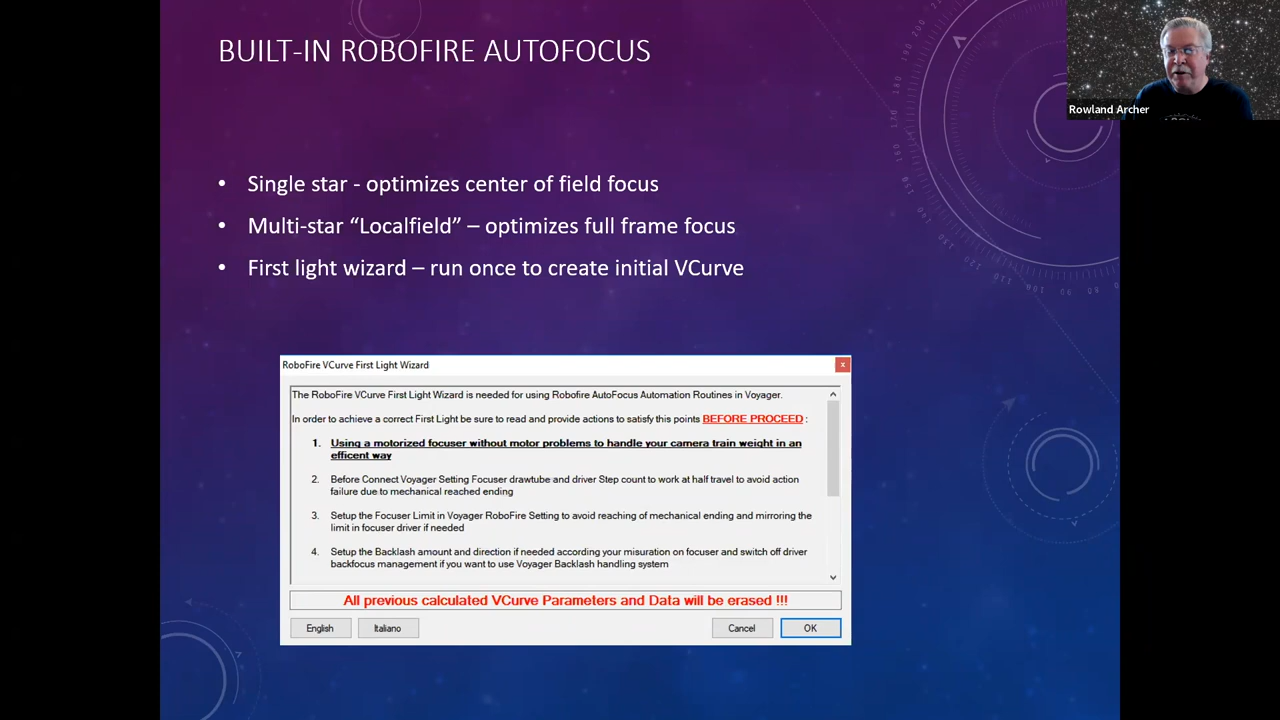 BUILT-IN ROBOFIRE AUTOFOCUS
Rowland Archer
• Single star - optimizes center of field focus
• Multi-star “Localfield” – optimizes full frame focus
• First light wizard – run once to create initial VCurve
RoboFire VCurve First Light Wizard
x
The RoboFire VCurve First Light Wizard is needed for using Robofire AutoFocus Automation Routines in Voyager.
In order to achieve a correct First Light be sure to read and provide actions to satisfy this points BEFORE PROCEED :
1. Using a motorized focuser without motor problems to handle your camera train weight in an
efficent way
2. Before Connect Voyager Setting Focuser drawtube and driver Step count to work at half travel to avoid action
failure due to mechanical reached ending
3. Setup the Focuser Limit in Voyager RoboFire Setting to avoid reaching of mechanical ending and mirroring the
limit in focuser driver if needed
4. Setup the Backlash amount and direction if needed according your misuration on focuser and switch off driver
backfocus management if you want to use Voyager Backlash handling system
All previous calculated VCurve Parameters and Data will be erased !!!
English Italiano Cancel OK